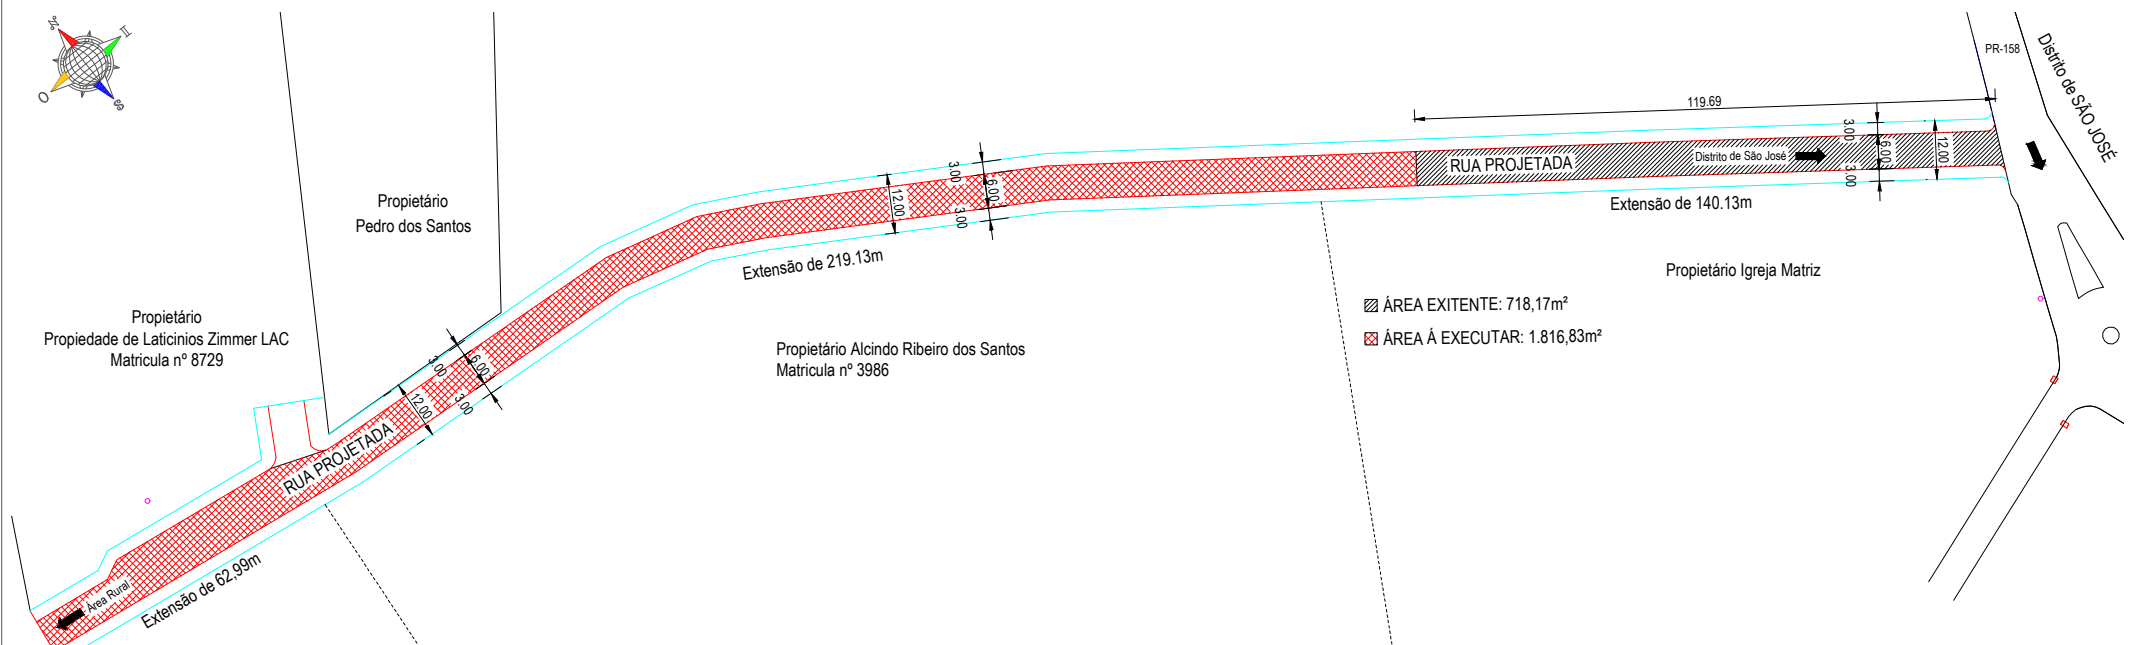 N
L
O
S
PR-158
Distrito de SÃO JOSÉ
119.69
3.00
6.00
3.00
12.00
RUA PROJETADA
Distrito de São José
Extensão de 140.13m
3.00
6.00
3.00
12.00
Extensão de 219.13m
Propietário
Pedro dos Santos
Propietário Igreja Matriz
ÁREA EXITENTE: 718,17m²
ÁREA Á EXECUTAR: 1.816,83m²
Propietário
Propiedade de Laticinios Zimmer LAC
Matricula nº 8729
Propietário Alcindo Ribeiro dos Santos
Matricula nº 3986
3.00
6.00
3.00
12.00
RUA PROJETADA
Área Rural
Extensão de 62,99m